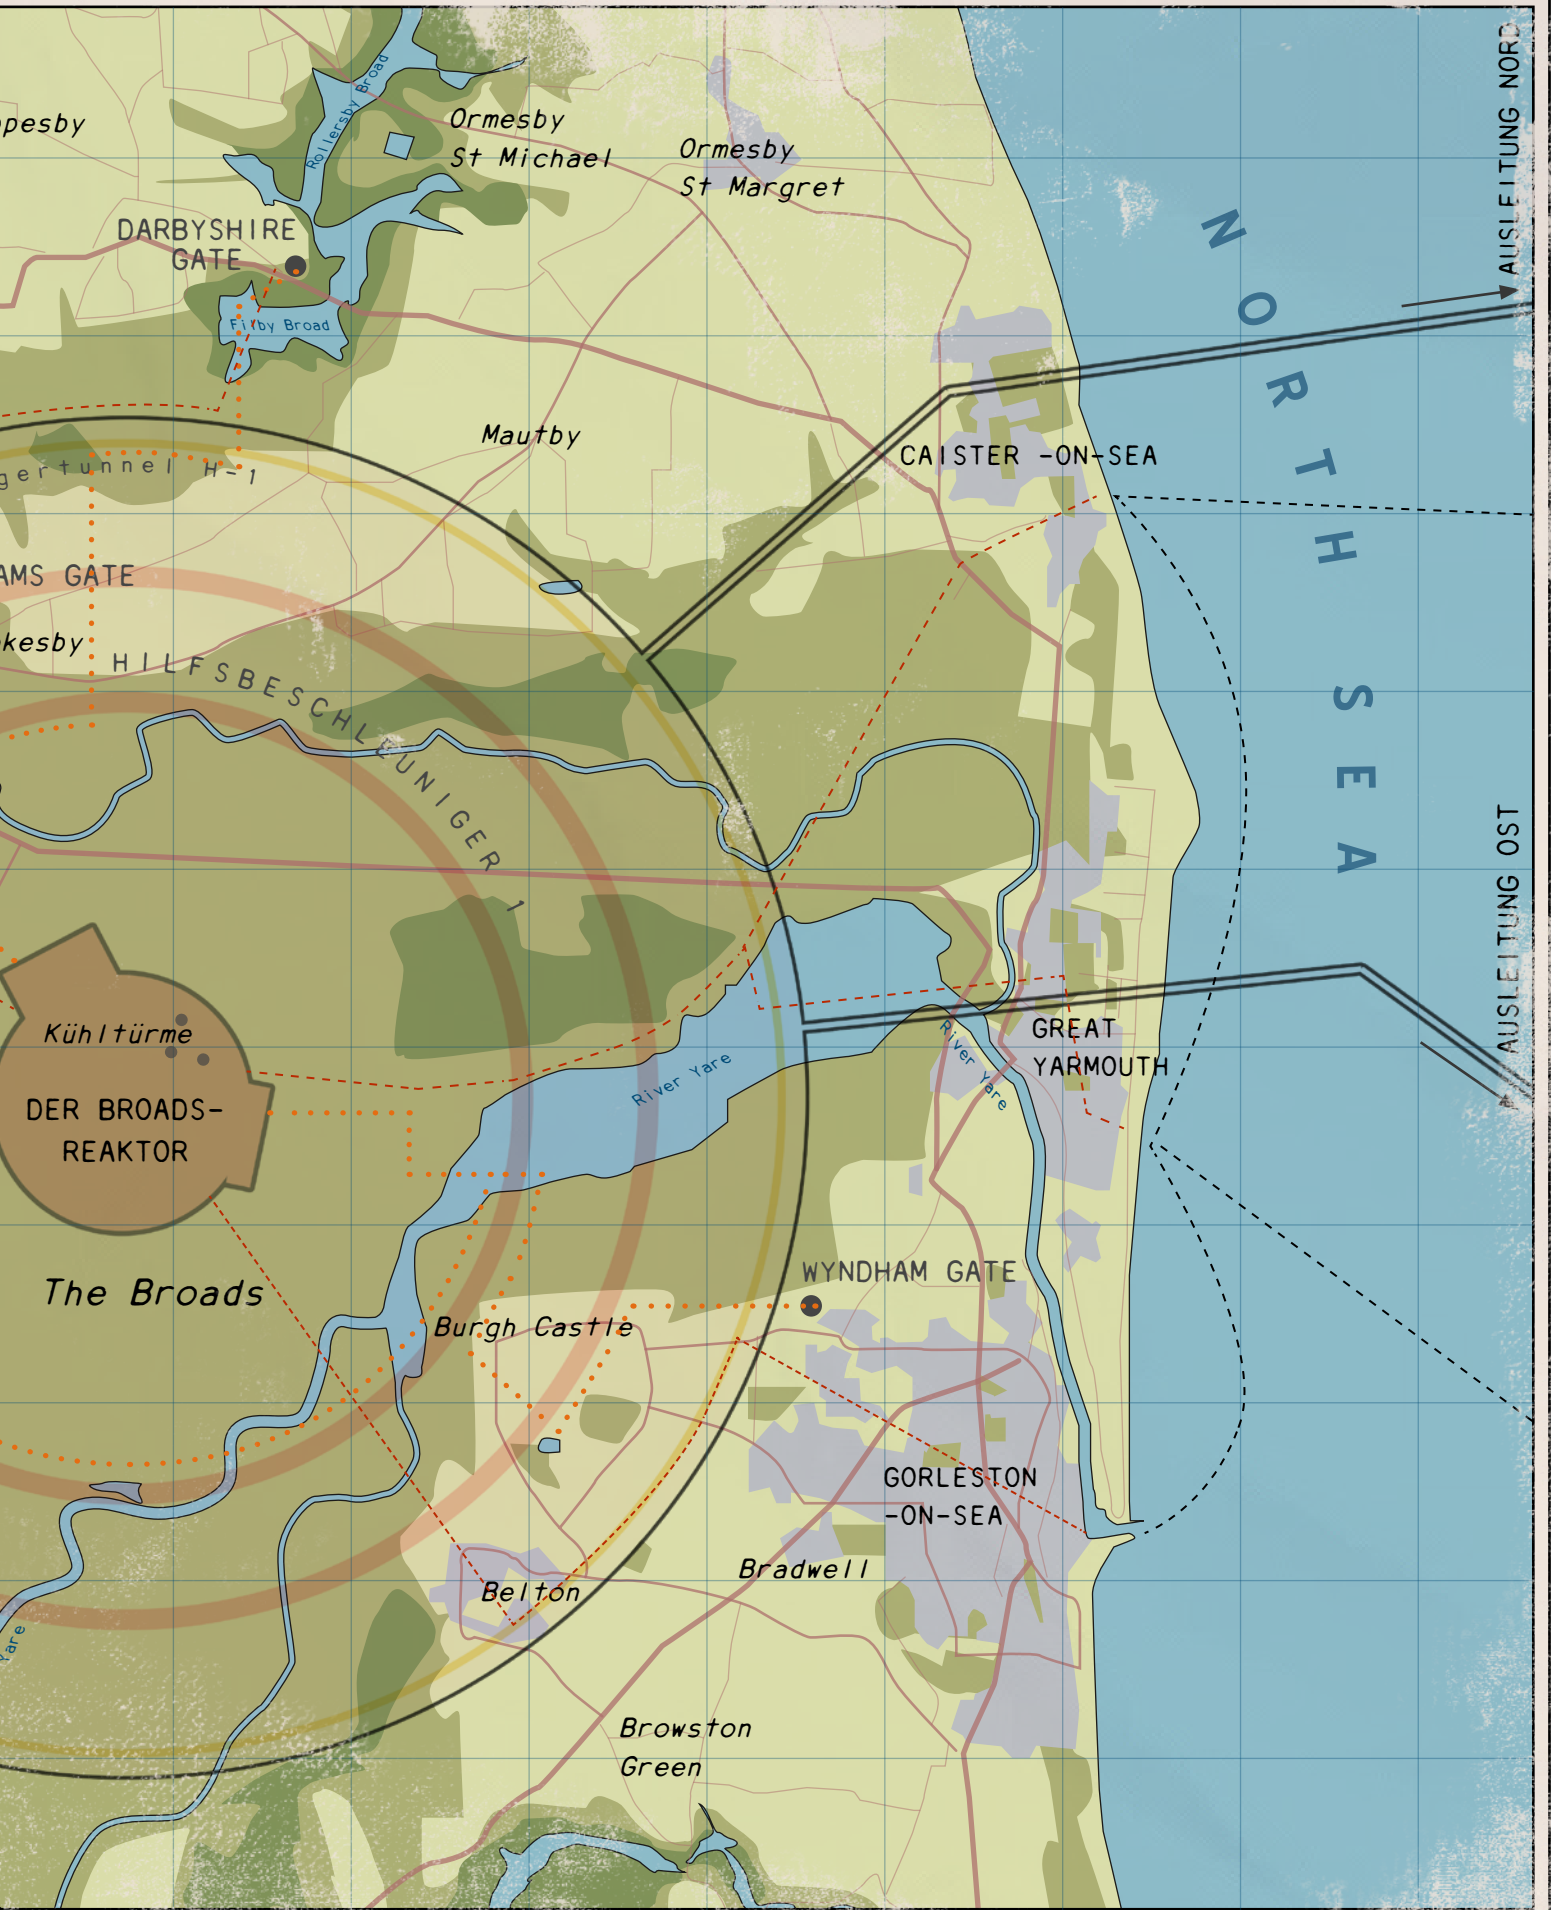 AUSLEITUNG NORD
Rollersby Broad
ppesby
Ormesby
St Michael
Ormesby
St Margret
DARBYSHIRE
GATE
NORTH SEA
Filby Broad
Mautby
CAISTER -ON-SEA
gertunnel H-1
AMS GATE
kesby
HILFSBESCHLEUNIGER 1
AUSLEITUNG OST
Kühltürme
GREAT
YARMOUTH
River Yare
River Yare
DER BROADS-
REAKTOR
WYNDHAM GATE
The Broads
Burgh Castle
GORLESTON
-ON-SEA
Bradwell
Belton
Yare
Browston
Green